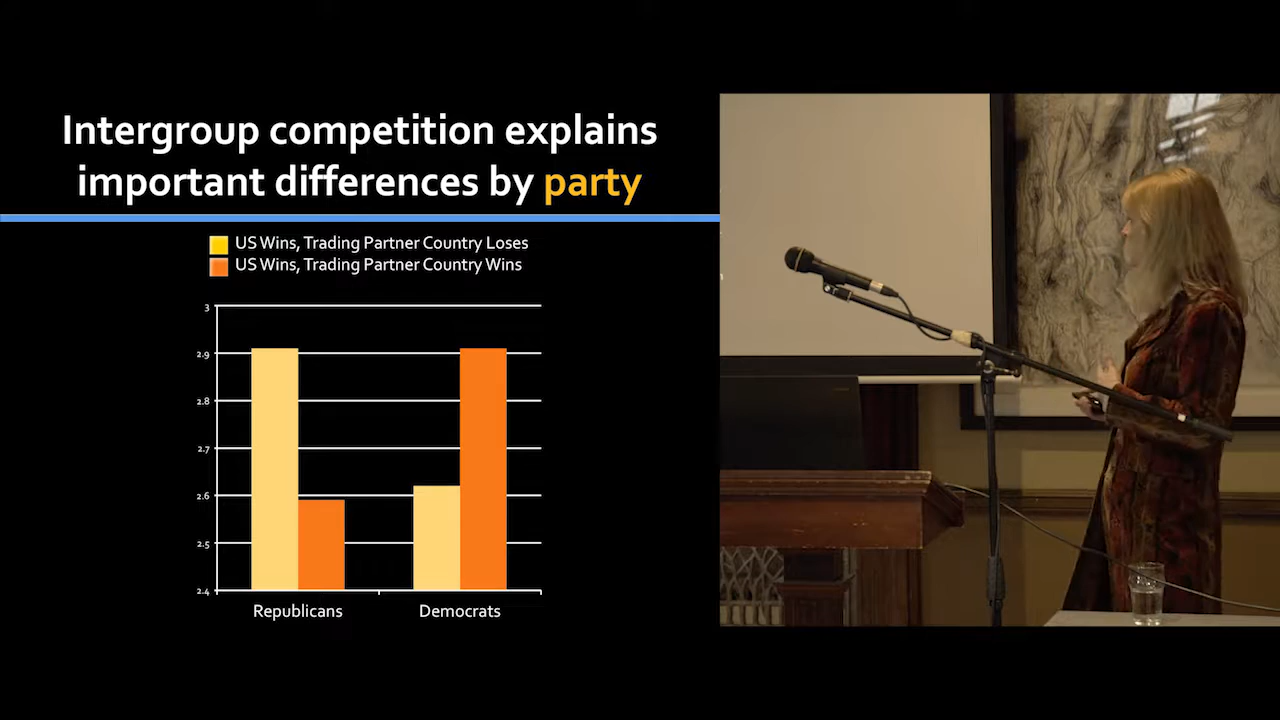 Intergroup competition explains
important differences by party
US Wins, Trading Partner Country Loses
US Wins, Trading Partner Country Wins
3
2.9
2.8
2.7
2.6
2.5
2.4
Republicans
Democrats